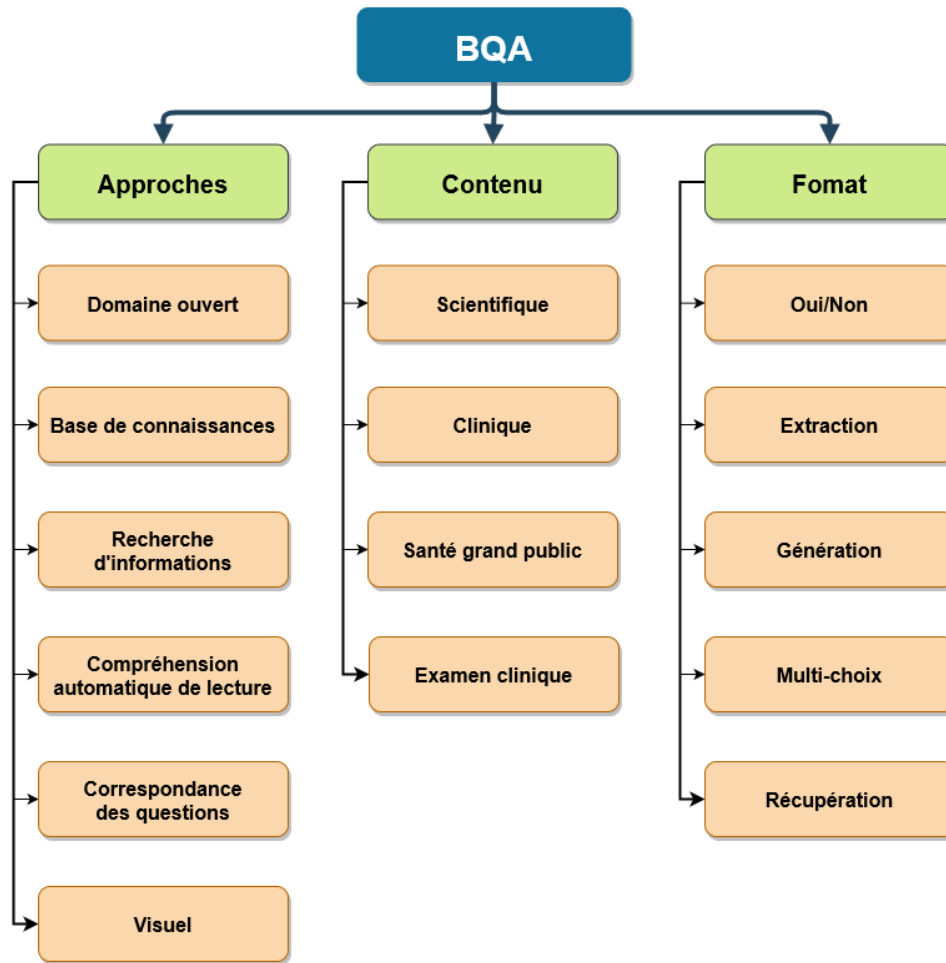 BQA
Approches
Domaine ouvert
Base de connaissances
Recherche
d'informations
Compréhension
automatique de lecture
Correspondance
des questions
Visuel
Contenu
Scientifique
Clinique
Santé grand public
Examen clinique
Fomat
Oui/Non
Extraction
Génération
Multi-choix
Récupération